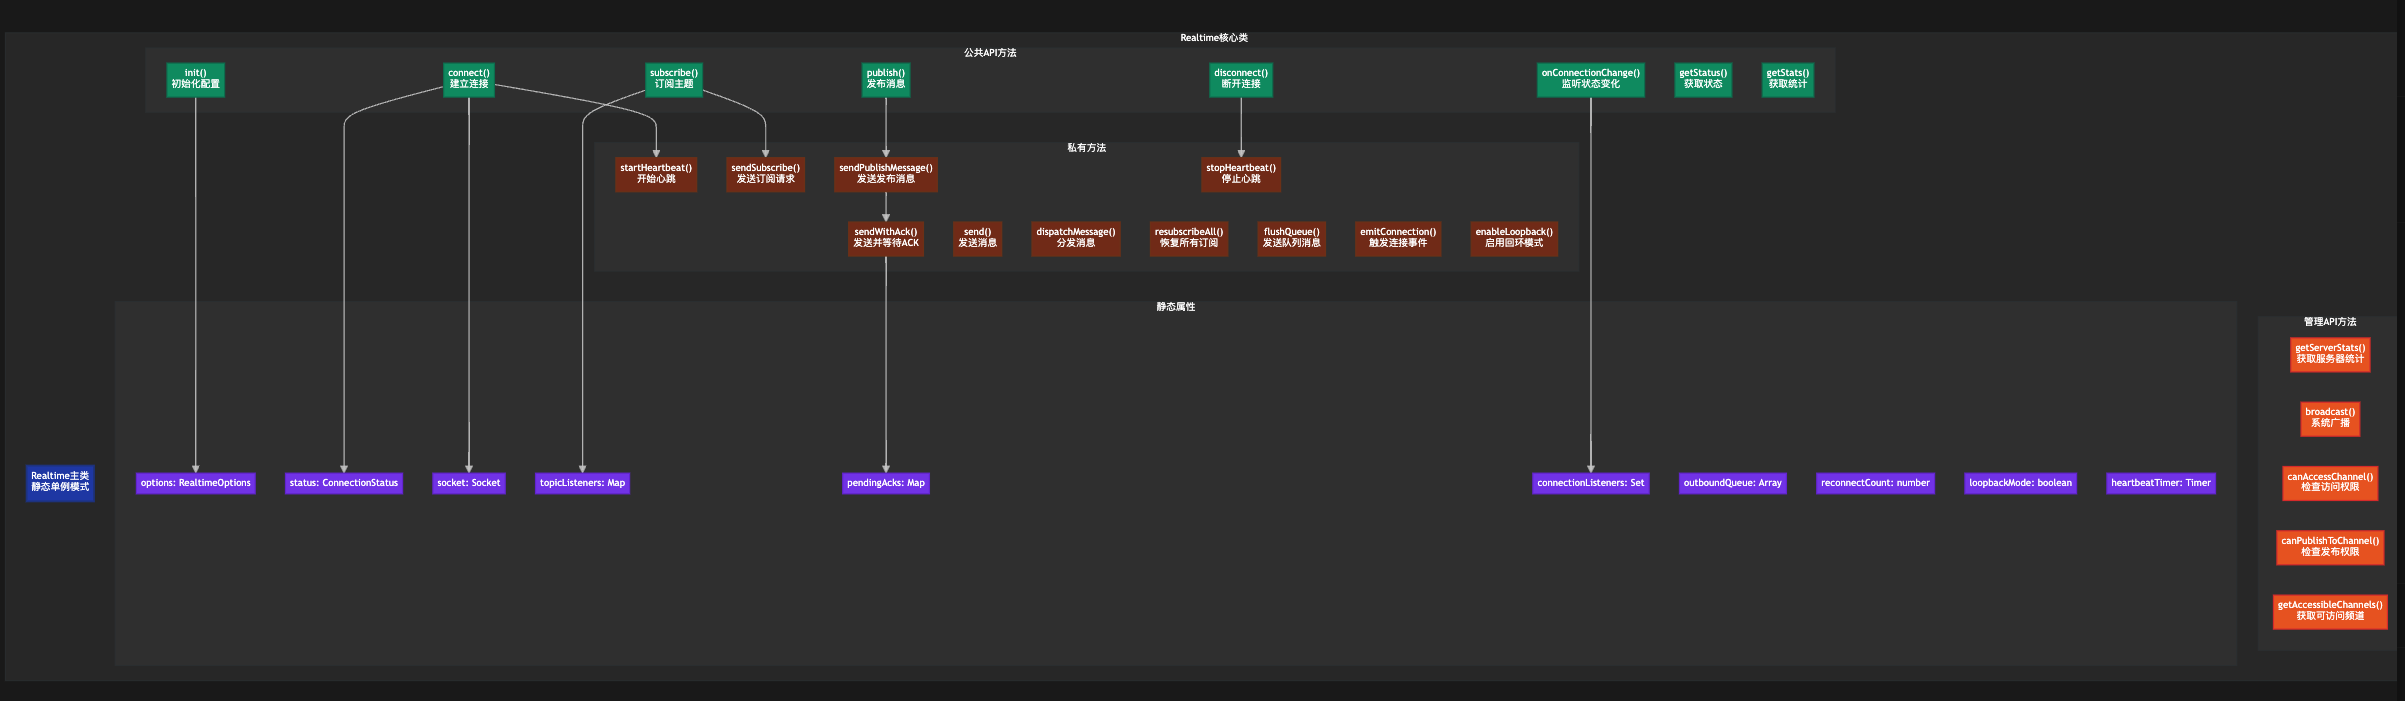 Realtime核心类
公共API方法
init()
初始化配置
connect()
建立连接
subscribe()
订阅主题
publish()
发布消息
disconnect()
断开连接
onConnectionChange()
监听状态变化
getStatus()
获取状态
getStats()
获取统计
私有方法
startHeartbeat()
开始心跳
sendSubscribe()
发送订阅请求
sendPublishMessage()
发送发布消息
stopHeartbeat()
停止心跳
sendWithAck()
发送并等待ACK
send()
发送消息
dispatchMessage()
分发消息
resubscribeAll()
恢复所有订阅
flushQueue()
发送队列消息
emitConnection()
触发连接事件
enableLoopback()
启用回环模式
静态属性
Realtime主类
静态单例模式
options: RealtimeOptions
status: ConnectionStatus
socket: Socket
topicListeners: Map
pendingAcks: Map
connectionListeners: Set
outboundQueue: Array
reconnectCount: number
loopbackMode: boolean
heartbeatTimer: Timer
管理API方法
getServerStats()
获取服务器统计
broadcast()
系统广播
canAccessChannel()
检查访问权限
canPublishToChannel()
检查发布权限
getAccessibleChannels()
获取可访问频道